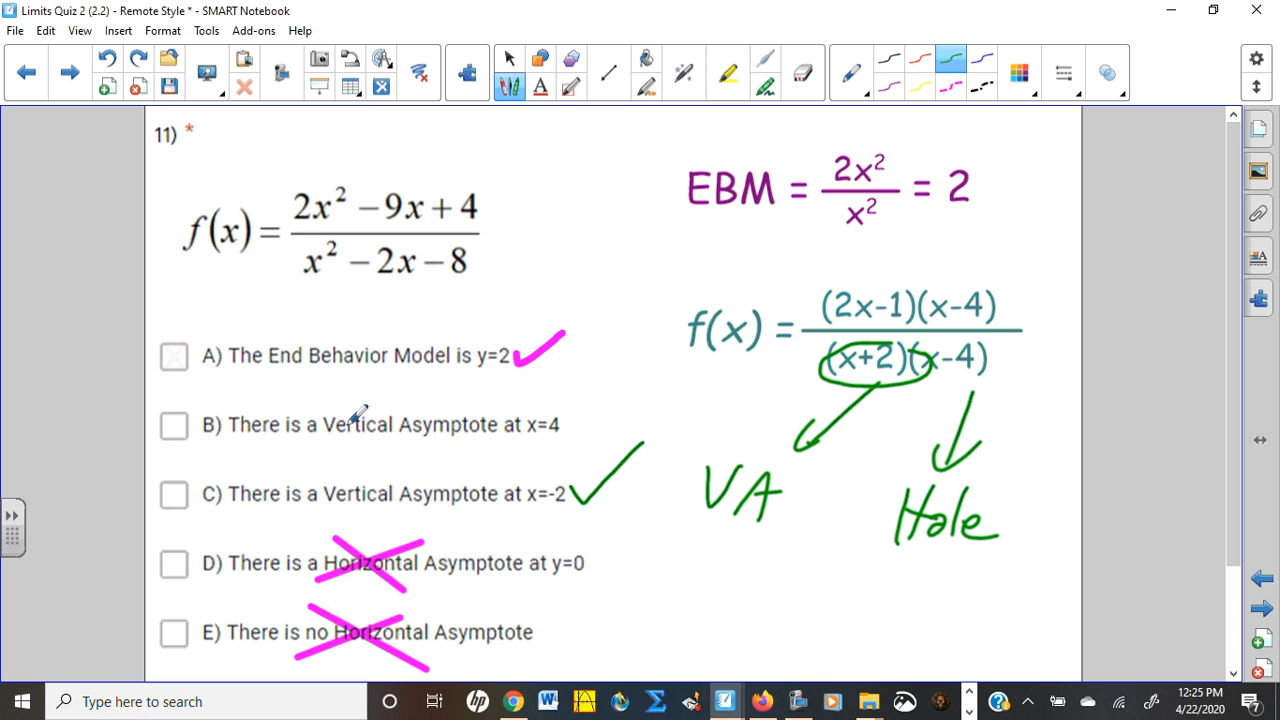 Limits Quiz 2 (2.2) - Remote Style * - SMART Notebook
File Edit View Insert Format Tools Add-ons Help
11) *
f(x) = 2x² − 9x + 4 / x² − 2x − 8
A) The End Behavior Model is y=2
B) There is a Vertical Asymptote at x=4
C) There is a Vertical Asymptote at x=-2
D) There is a Horizontal Asymptote at y=0
E) There is no Horizontal Asymptote
EBM = 2x² / x² = 2
f(x) = (2x-1)(x-4) / (x+2)(x-4)
VA
Hole
Type here to search
12:25 PM
4/22/2020